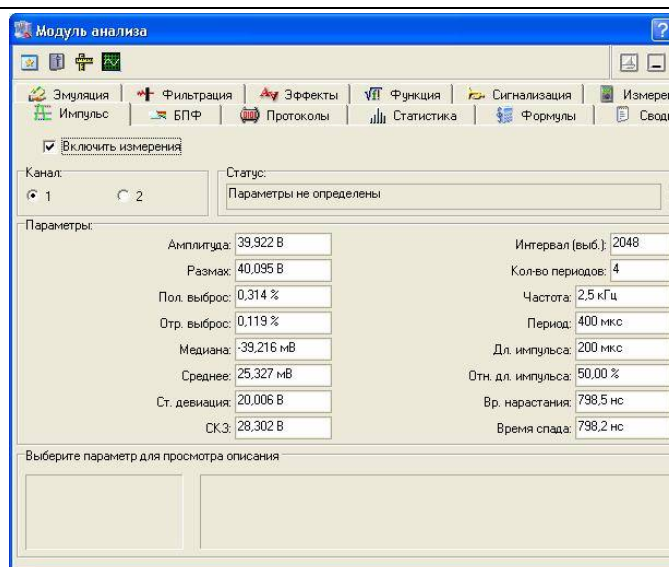 Модуль анализа
Эмуляция Фильтрация Эффекты Функция Сигнализация Измерен
Импульс БПФ Протоколы Статистика Формулы Сводк
Включить измерения
Канал: Статус:
1 2 Параметры не определены
Параметры:
Амплитуда: 39,922 В Интервал (выб.): 2048
Размах: 40,095 В Кол-во периодов: 4
Пол. выброс: 0,314 % Частота: 2,5 кГц
Отр. выброс: 0,119 % Период: 400 мкс
Медиана: -39,216 мВ Дл. импульса: 200 мкс
Среднее: 25,327 мВ Отн. дл. импульса: 50,00 %
Ст. девиация: 20,006 В Вр. нарастания: 798,5 нс
СКЗ: 28,302 В Время спада: 798,2 нс
Выберите параметр для просмотра описания